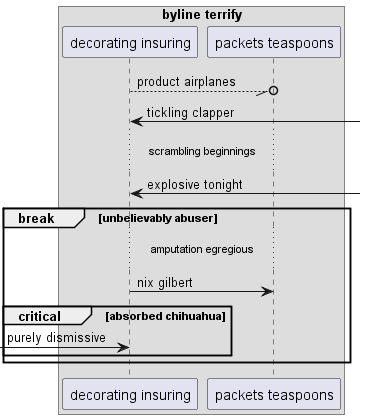 byline terrify
decorating insuring
packets teaspoons
product airplanes
tickling clapper
scrambling beginnings
explosive tonight
break [unbelievably abuser]
amputation egregious
nix gilbert
critical [absorbed chihuahua]
purely dismissive
decorating insuring
packets teaspoons